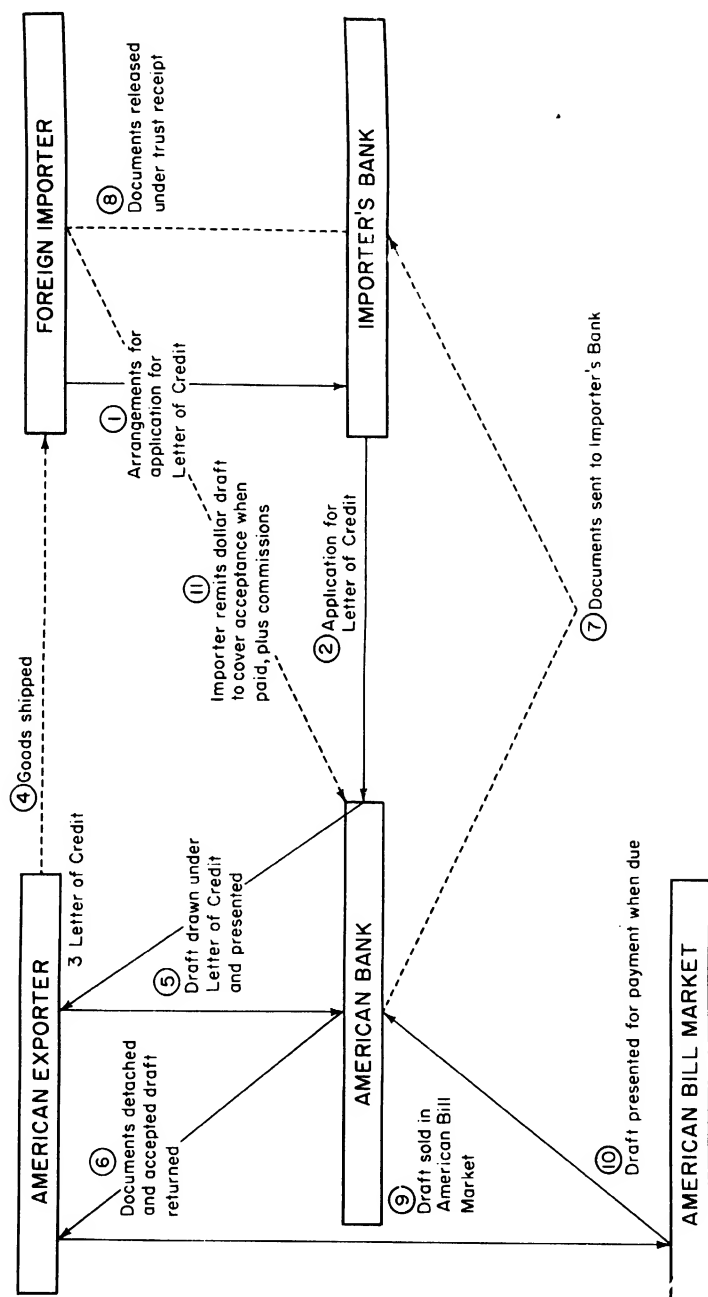 AMERICAN EXPORTER
FOREIGN IMPORTER
④ Goods shipped
3 Letter of Credit
⑥
Documents detached
and accepted draft
returned
⑤
Draft drawn under
Letter of Credit
and presented
①
Arrangements for
application for
Letter of Credit
⑧
Documents released
under trust receipt
⑪
Importer remits dollar draft
to cover acceptance when
paid, plus commissions
② Application for
Letter of Credit
AMERICAN BANK
IMPORTER'S BANK
⑨
Draft sold in
American Bill
Market
⑦ Documents sent to Importer's Bank
⑩
Draft presented for payment when due
AMERICAN BILL MARKET